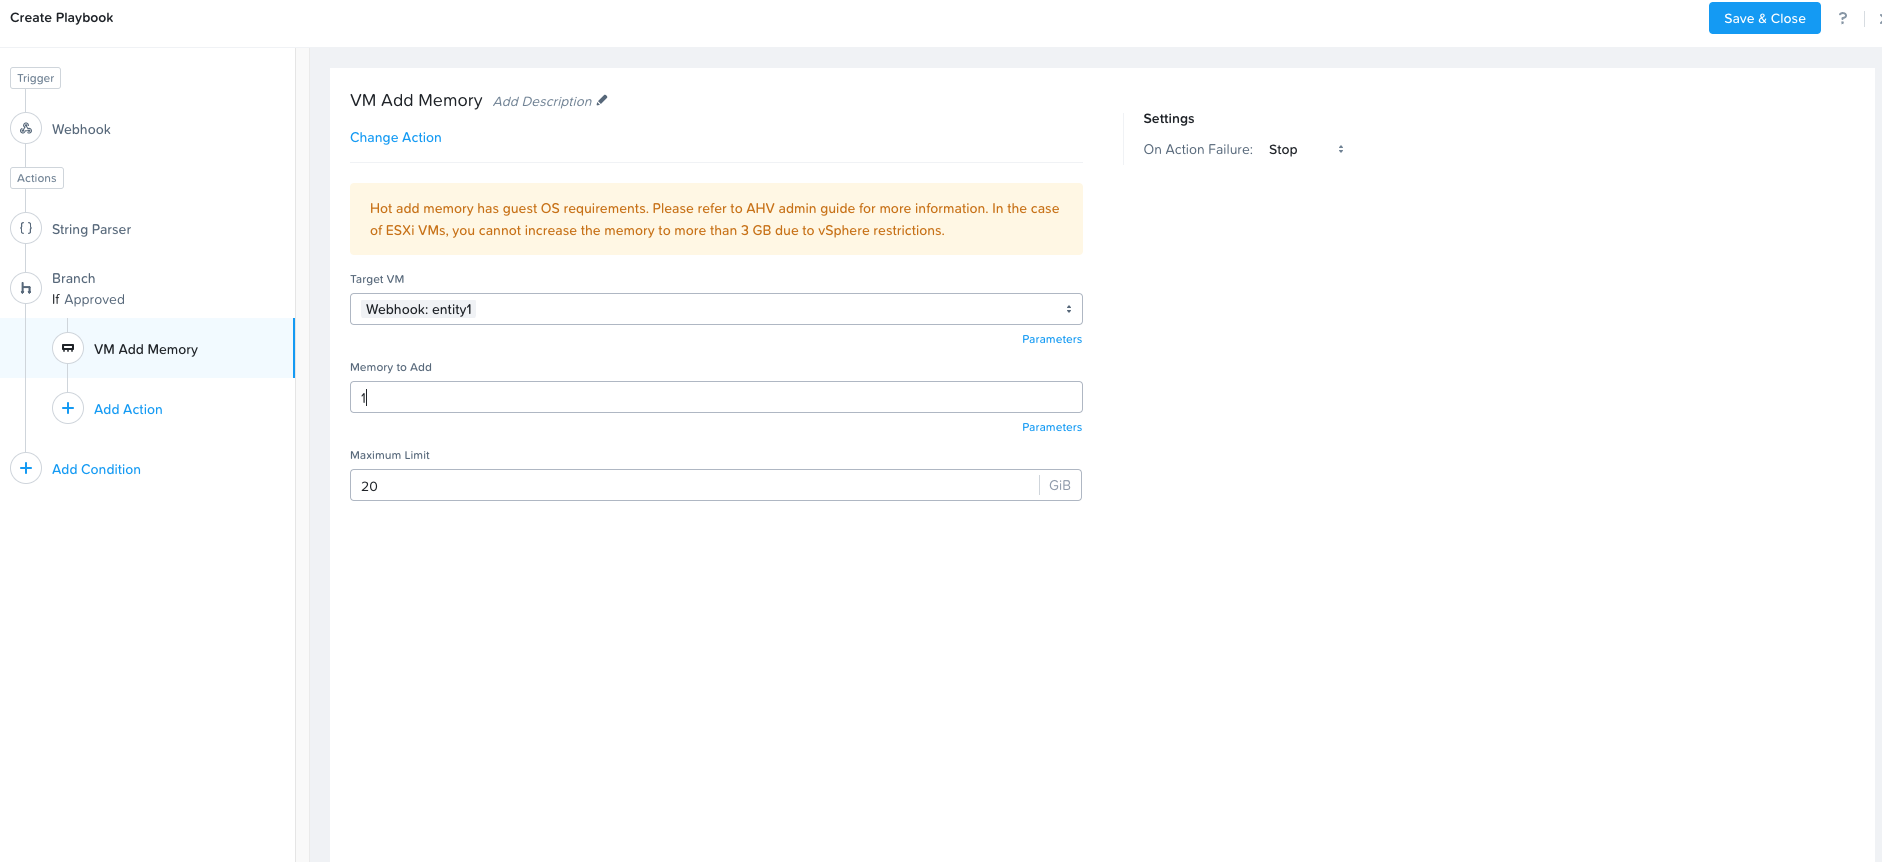 Create Playbook
Save & Close
?
Trigger
Webhook
Actions
String Parser
Branch
If Approved
VM Add Memory
Add Action
Add Condition
VM Add Memory Add Description
Change Action
Hot add memory has guest OS requirements. Please refer to AHV admin guide for more information. In the case
of ESXi VMs, you cannot increase the memory to more than 3 GB due to vSphere restrictions.
Target VM
Webhook: entity1
Parameters
Memory to Add
1
Parameters
Maximum Limit
20 GiB
Settings
On Action Failure: Stop